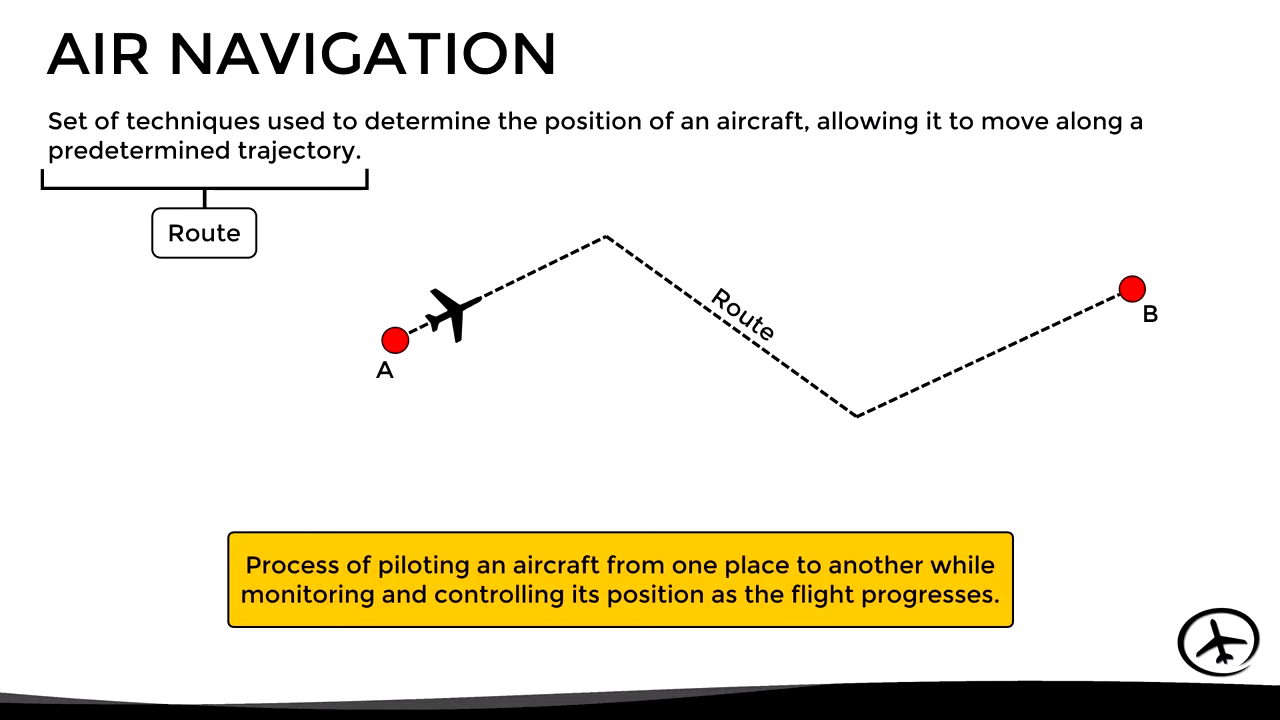 AIR NAVIGATION
Set of techniques used to determine the position of an aircraft, allowing it to move along a
predetermined trajectory.
Route
Route
A
B
Process of piloting an aircraft from one place to another while
monitoring and controlling its position as the flight progresses.